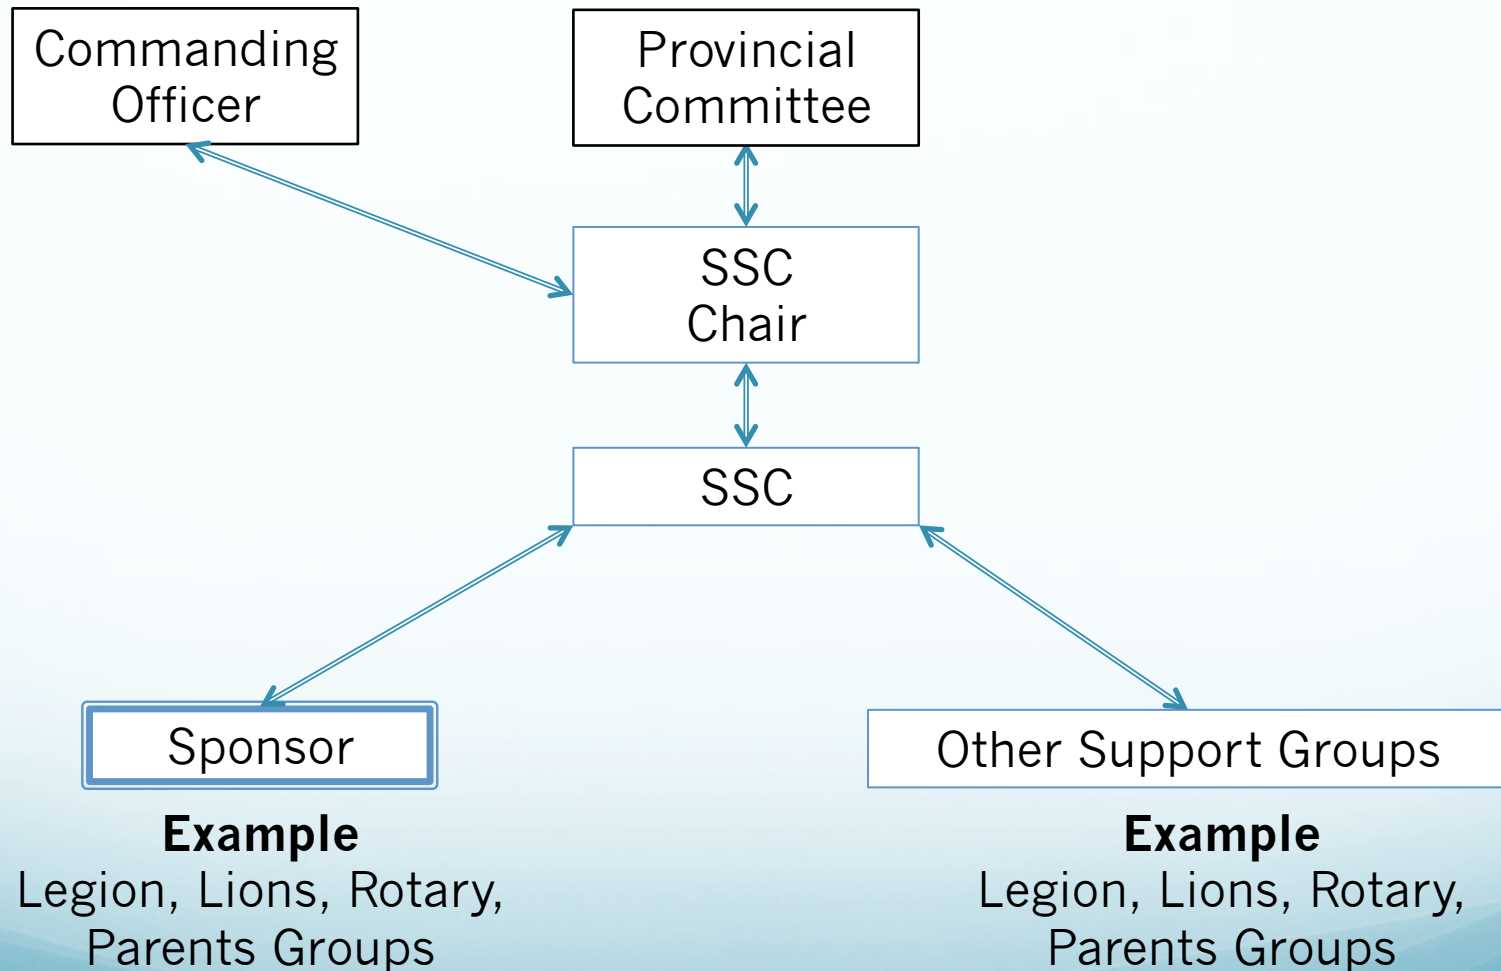 Commanding
Officer
Provincial
Committee
SSC
Chair
SSC
Sponsor
Example
Legion, Lions, Rotary,
Parents Groups
Other Support Groups
Example
Legion, Lions, Rotary,
Parents Groups